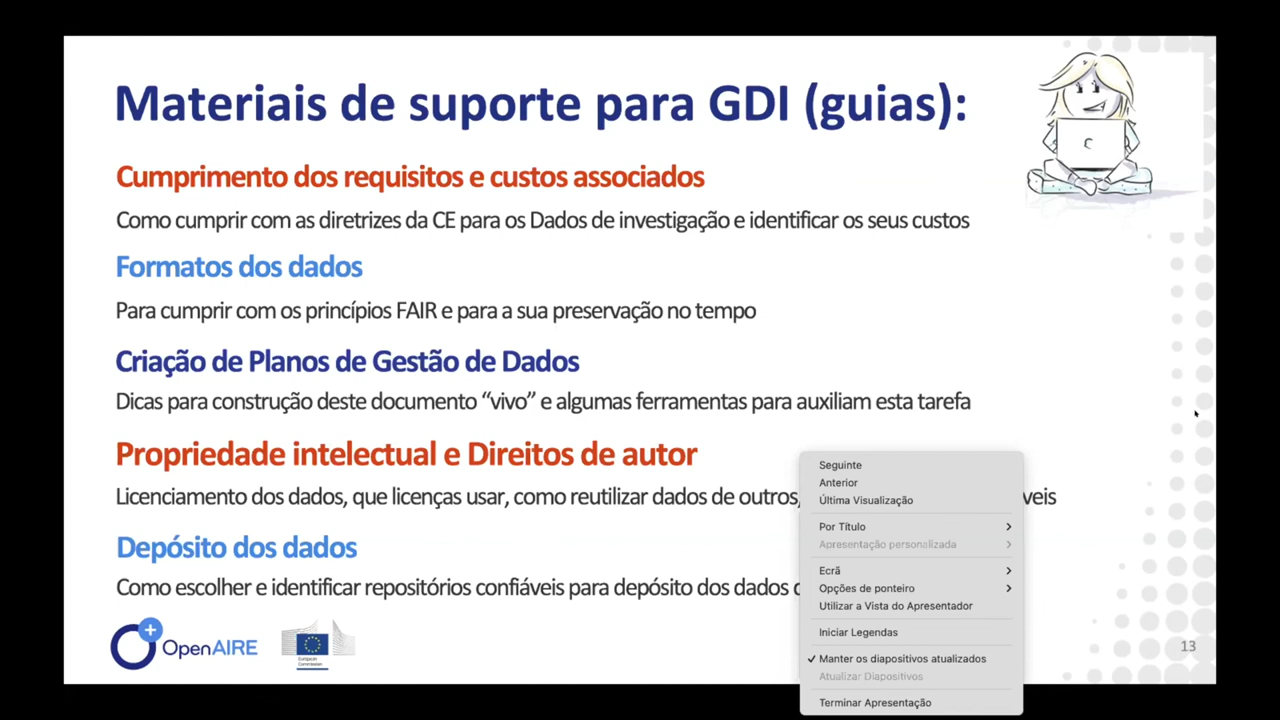 Materiais de suporte para GDI (guias):
Cumprimento dos requisitos e custos associados
Como cumprir com as diretrizes da CE para os Dados de investigação e identificar os seus custos
Formatos dos dados
Para cumprir com os princípios FAIR e para a sua preservação no tempo
Criação de Planos de Gestão de Dados
Dicas para construção deste documento “vivo” e algumas ferramentas para auxiliam esta tarefa
Propriedade intelectual e Direitos de autor
Licenciamento dos dados, que licenças usar, como reutilizar dados de outros, veis
Depósito dos dados
Como escolher e identificar repositórios confiáveis para depósito dos dados
OpenAIRE
European
Commission
13
Seguinte
Anterior
Última Visualização
Por Título
Apresentação personalizada
Ecrã
Opções de ponteiro
Utilizar a Vista do Apresentador
Iniciar Legendas
Manter os diapositivos atualizados
Atualizar Diapositivos
Terminar Apresentação